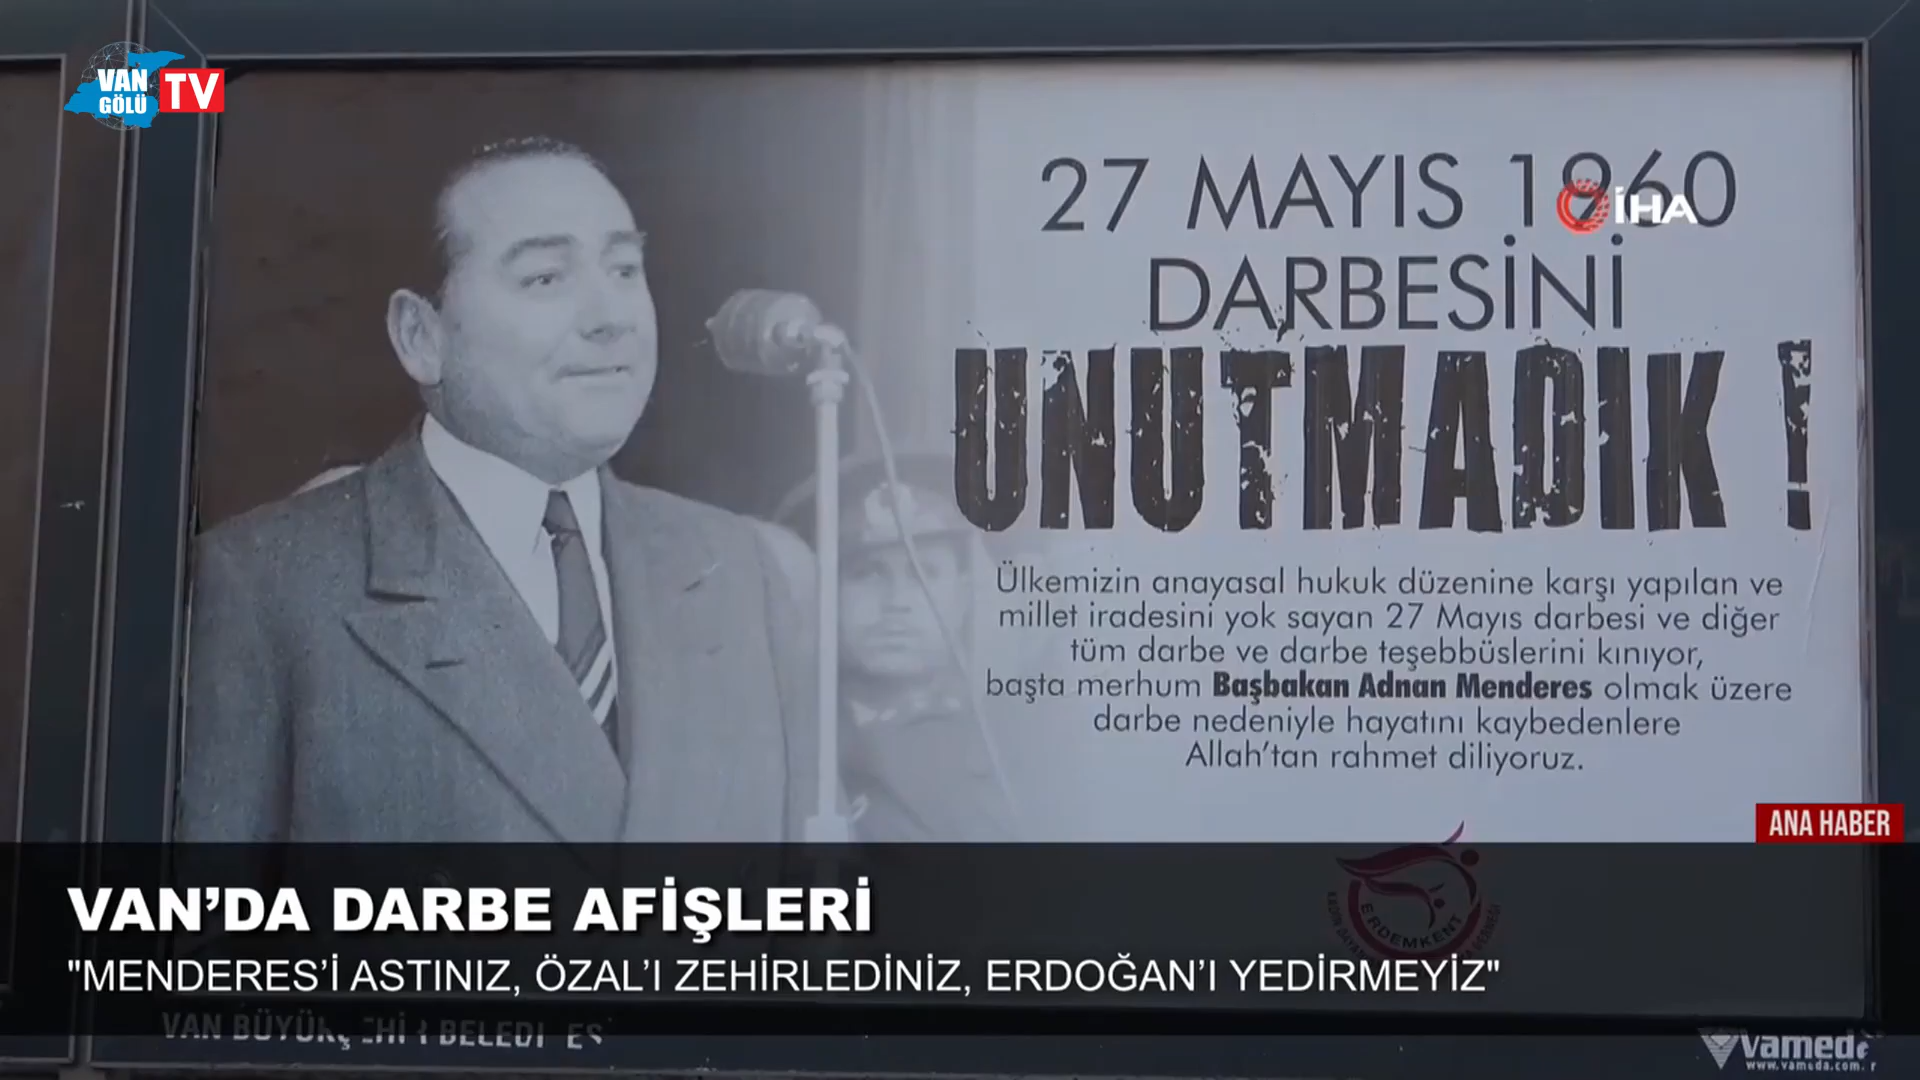 VAN GÖLÜ TV
27 MAYIS 1960
İHA
DARBESİNİ
UNUTMADIK !
Ülkemizin anayasal hukuk düzenine karşı yapılan ve
millet iradesini yok sayan 27 Mayıs darbesi ve diğer
tüm darbe ve darbe teşebbüslerini kınıyor,
başta merhum Başbakan Adnan Menderes olmak üzere
darbe nedeniyle hayatını kaybedenlere
Allah'tan rahmet diliyoruz.
ANA HABER
ERDEMKENT
VAN'DA DARBE AFİŞLERİ
"MENDERES'İ ASTINIZ, ÖZAL'I ZEHİRLEDİNİZ, ERDOĞAN'I YEDİRMEYİZ"
VAN